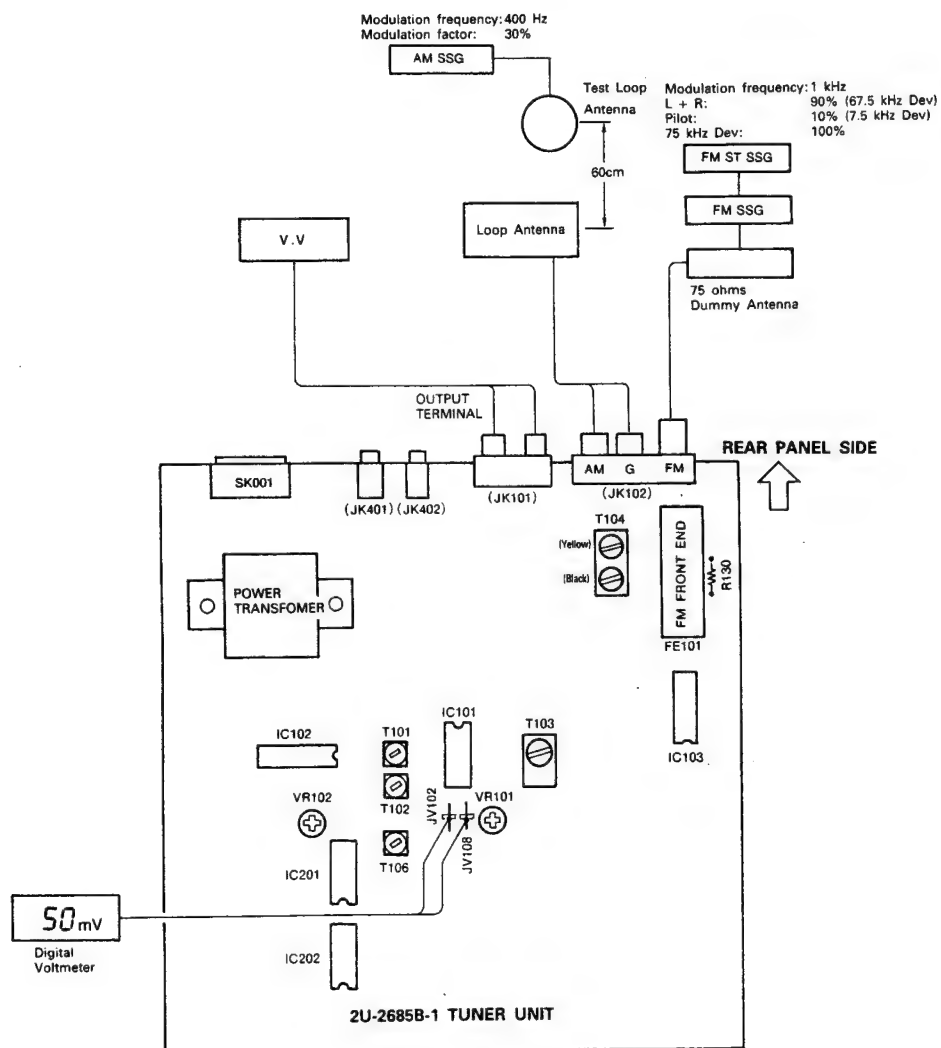 Modulation frequency: 400 Hz
Modulation factor: 30%
AM SSG
Test Loop
Antenna
Modulation frequency: 1 kHz
L + R: 90% (67.5 kHz Dev)
Pilot: 10% (7.5 kHz Dev)
75 kHz Dev: 100%
FM ST SSG
60cm
FM SSG
V.V
Loop Antenna
75 ohms
Dummy Antenna
OUTPUT
TERMINAL
REAR PANEL SIDE
SK001
AM G FM
(JK401) (JK402)
(JK101)
(JK102)
T104
(Yellow)
(Black)
FM FRONT END
R130
POWER
TRANSFOMER
FE101
IC101
T103
IC102
T101
IC103
VR102
T102
JV102
VR101
T106
JV108
IC201
50 mV
Digital
Voltmeter
IC202
2U-2685B-1 TUNER UNIT